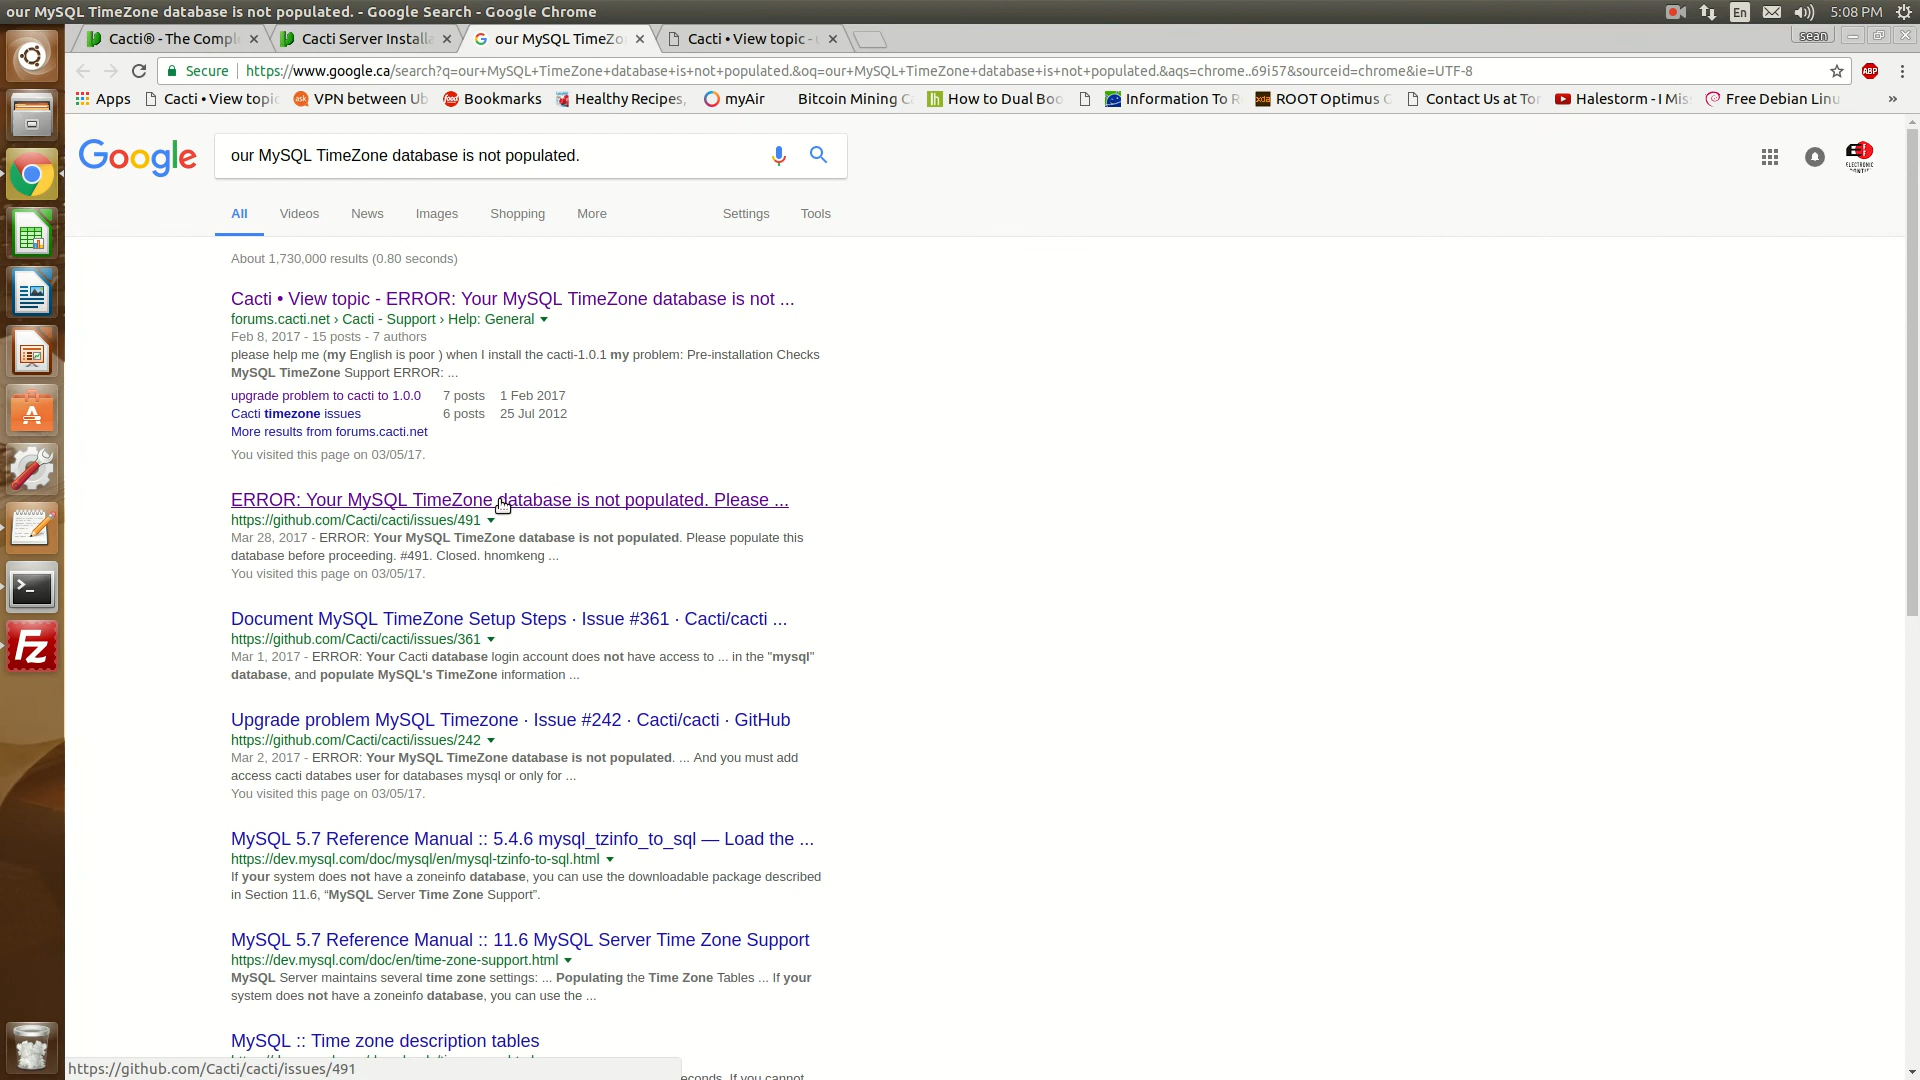 our MySQL TimeZone database is not populated. - Google Search - Google Chrome
En
5:08 PM
Cacti® - The Compl
Cacti Server Installa
our MySQL TimeZo
Cacti • View topic -
sean
Secure
https://www.google.ca/search?q=our+MySQL+TimeZone+database+is+not+populated.&oq=our+MySQL+TimeZone+database+is+not+populated.&aqs=chrome..69i57&sourceid=chrome&ie=UTF-8
ABP
Apps
Cacti • View topic
VPN between Ub
Bookmarks
Healthy Recipes,
myAir
Bitcoin Mining C
How to Dual Boo
Information To R
ROOT Optimus G
Contact Us at Tor
Halestorm - I Mis
Free Debian Linu
»
Google
our MySQL TimeZone database is not populated.
All
Videos
News
Images
Shopping
More
Settings
Tools
About 1,730,000 results (0.80 seconds)
Cacti • View topic - ERROR: Your MySQL TimeZone database is not ...
forums.cacti.net › Cacti - Support › Help: General
Feb 8, 2017 - 15 posts - 7 authors
please help me (my English is poor ) when I install the cacti-1.0.1 my problem: Pre-installation Checks
MySQL TimeZone Support ERROR: ...
upgrade problem to cacti to 1.0.0 7 posts 1 Feb 2017
Cacti timezone issues 6 posts 25 Jul 2012
More results from forums.cacti.net
You visited this page on 03/05/17.
ERROR: Your MySQL TimeZone database is not populated. Please ...
https://github.com/Cacti/cacti/issues/491
Mar 28, 2017 - ERROR: Your MySQL TimeZone database is not populated. Please populate this
database before proceeding. #491. Closed. hnomkeng ...
You visited this page on 03/05/17.
Document MySQL TimeZone Setup Steps · Issue #361 · Cacti/cacti ...
https://github.com/Cacti/cacti/issues/361
Mar 1, 2017 - ERROR: Your Cacti database login account does not have access to ... in the "mysql"
database, and populate MySQL's TimeZone information ...
Upgrade problem MySQL Timezone · Issue #242 · Cacti/cacti · GitHub
https://github.com/Cacti/cacti/issues/242
Mar 2, 2017 - ERROR: Your MySQL TimeZone database is not populated. ... And you must add
access cacti databes user for databases mysql or only for ...
You visited this page on 03/05/17.
MySQL 5.7 Reference Manual :: 5.4.6 mysql_tzinfo_to_sql — Load the ...
https://dev.mysql.com/doc/mysql/en/mysql-tzinfo-to-sql.html
If your system does not have a zoneinfo database, you can use the downloadable package described
in Section 11.6, “MySQL Server Time Zone Support”.
MySQL 5.7 Reference Manual :: 11.6 MySQL Server Time Zone Support
https://dev.mysql.com/doc/en/time-zone-support.html
MySQL Server maintains several time zone settings: ... Populating the Time Zone Tables ... If your
system does not have a zoneinfo database, you can use the ...
MySQL :: Time zone description tables
https://github.com/Cacti/cacti/issues/491